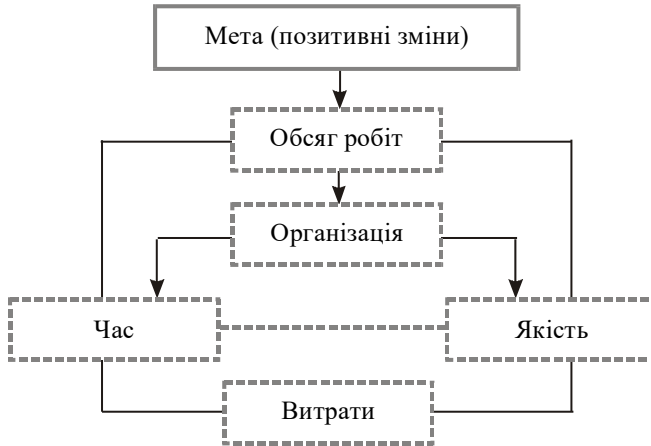 Мета (позитивні зміни)
Обсяг робіт
Організація
Час
Якість
Витрати